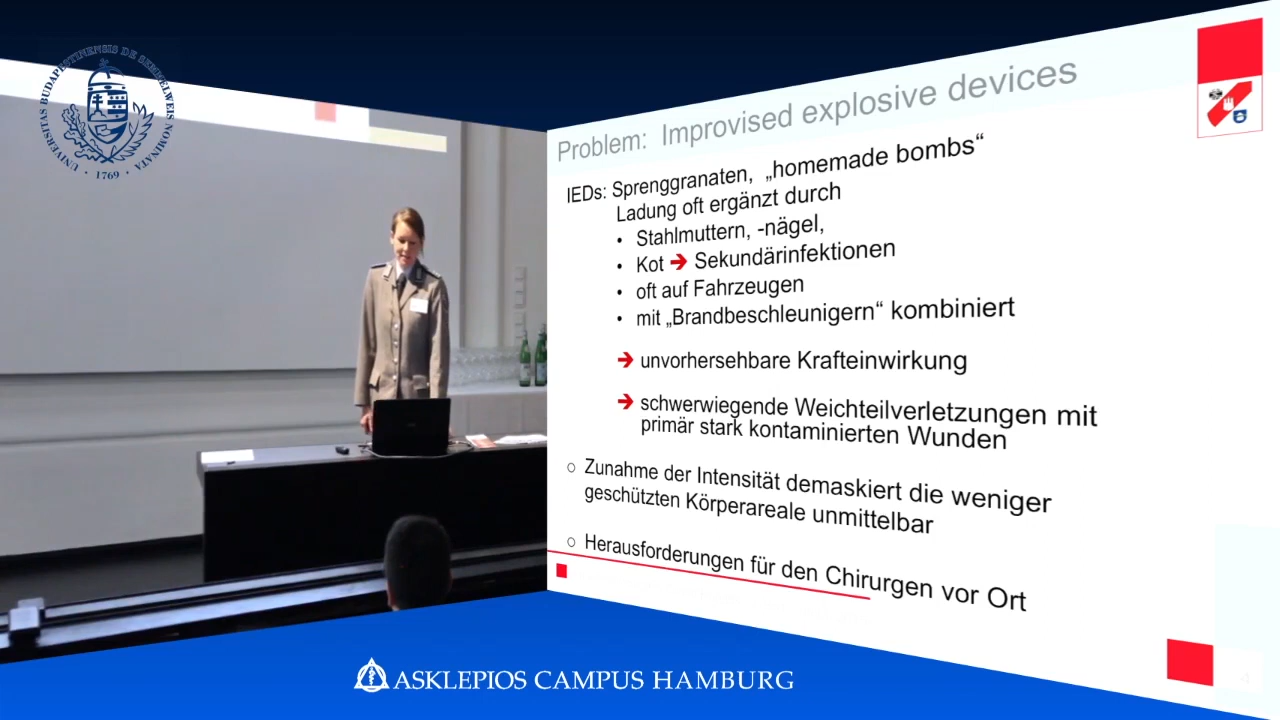 UNIVERSITAS BUDAPESTINENSIS DE SEMMELWEIS NOMINATA
· 1769 ·
Problem: Improvised explosive devices
IEDs: Sprenggranaten, „homemade bombs“
Ladung oft ergänzt durch
• Stahlmuttern, -nägel,
• Kot ➔ Sekundärinfektionen
• oft auf Fahrzeugen
• mit „Brandbeschleunigern“ kombiniert
➔ unvorhersehbare Krafteinwirkung
➔ schwerwiegende Weichteilverletzungen mit
primär stark kontaminierten Wunden
○ Zunahme der Intensität demaskiert die weniger
geschützten Körperareale unmittelbar
○ Herausforderungen für den Chirurgen vor Ort
4
ASKLEPIOS CAMPUS HAMBURG